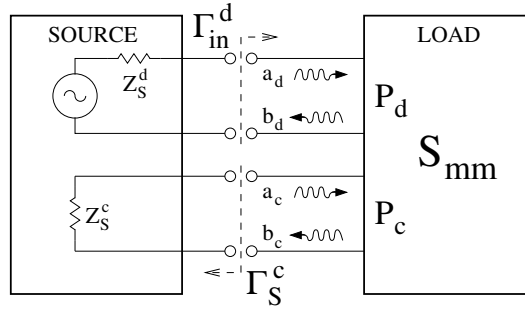 SOURCE
Γ_in^d
LOAD
Z_S^d
a_d
b_d
P_d
S_mm
Z_S^c
a_c
P_c
b_c
Γ_S^c